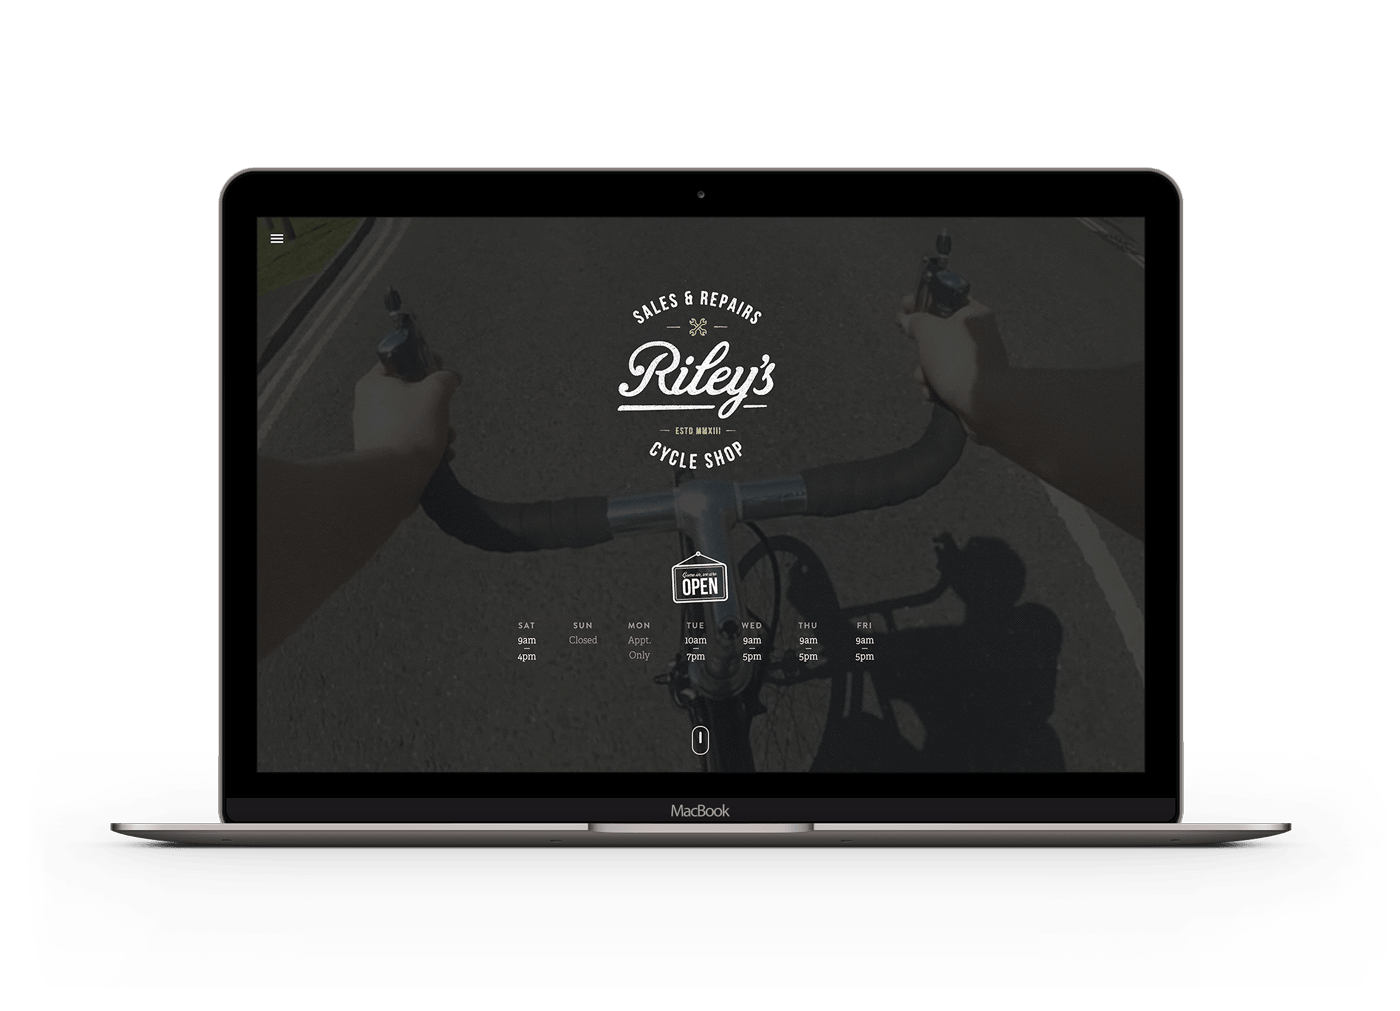 SALES & REPAIRS
Riley's
ESTD MMXIII
CYCLE SHOP
Come in, we are
OPEN
SAT SUN MON TUE WED THU FRI
9am Closed Appt. 10am 9am 9am 9am
4pm Only 7pm 5pm 5pm 5pm
MacBook